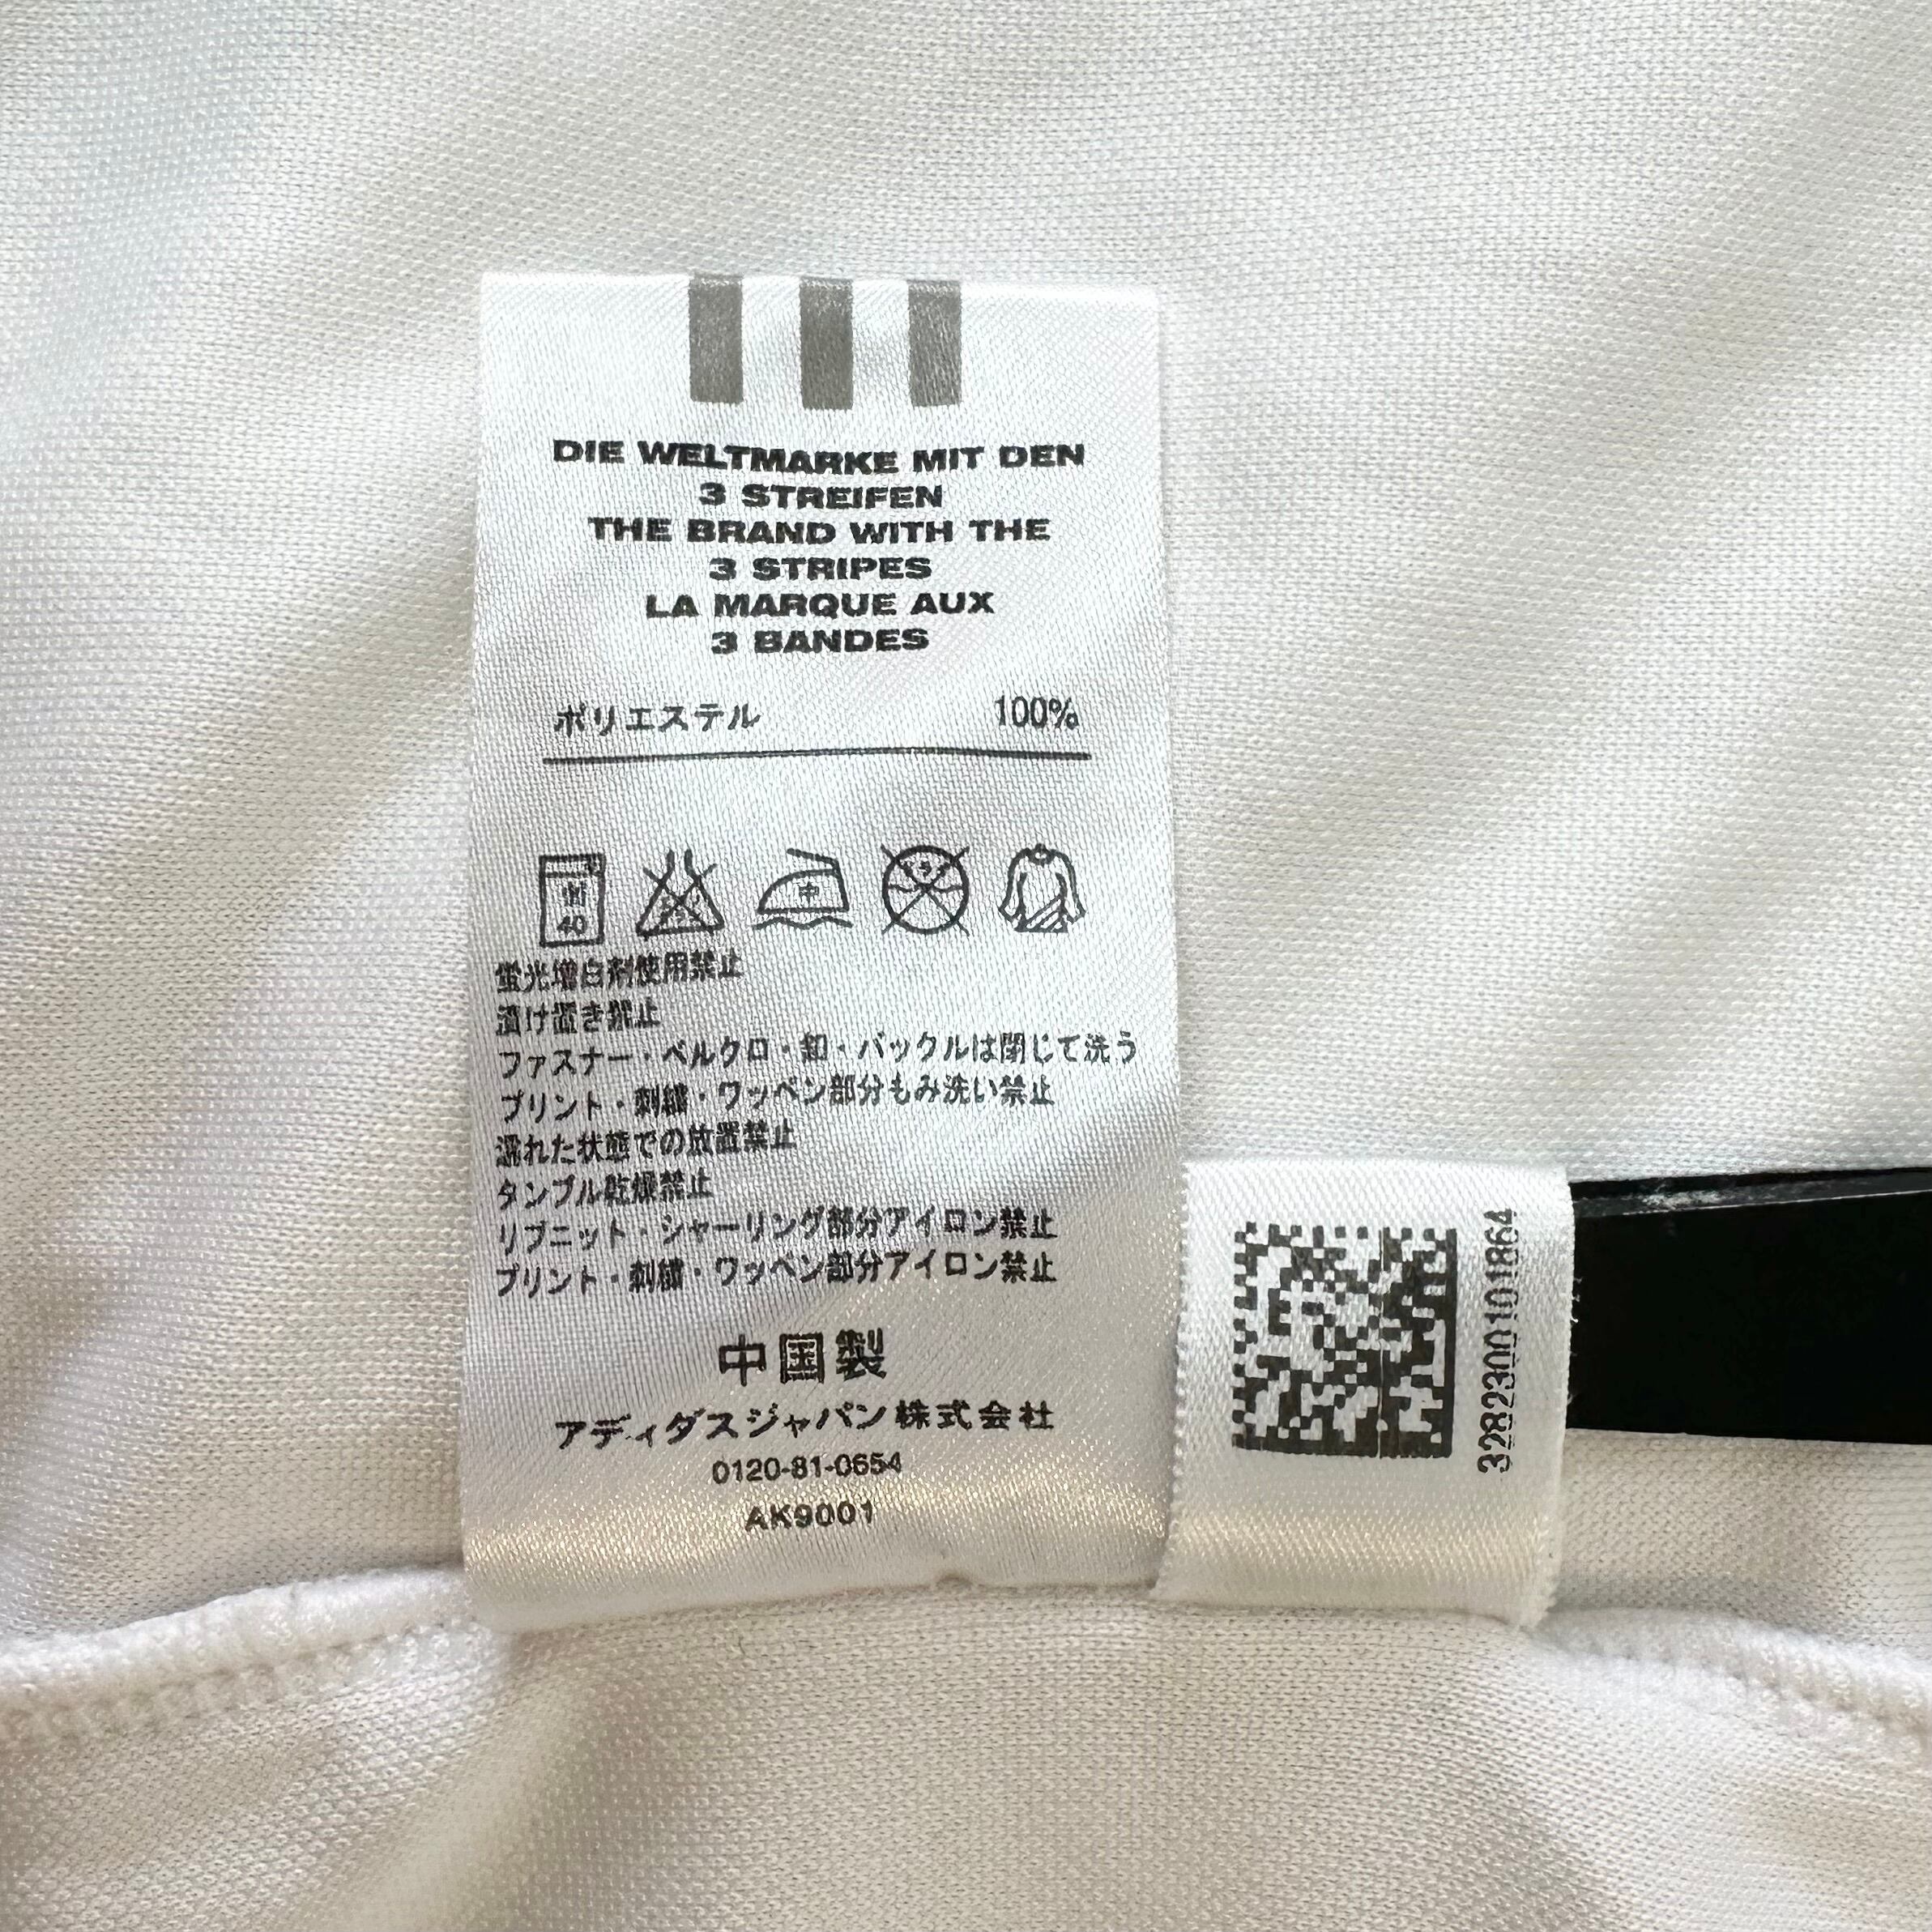 DIE WELTMARKE MIT DEN
3 STREIFEN
THE BRAND WITH THE
3 STRIPES
LA MARQUE AUX
3 BANDES
ポリエステル 100%
40
中
蛍光増白剤使用禁止
漬け置き禁止
ファスナー・ベルクロ・釦・バックルは閉じて洗う
プリント・刺繍・ワッペン部分もみ洗い禁止
濡れた状態での放置禁止
タンブル乾燥禁止
リブニット・シャーリング部分アイロン禁止
プリント・刺繍・ワッペン部分アイロン禁止
中国製
アディダスジャパン株式会社
0120-81-0654
AK9001
3282300101864